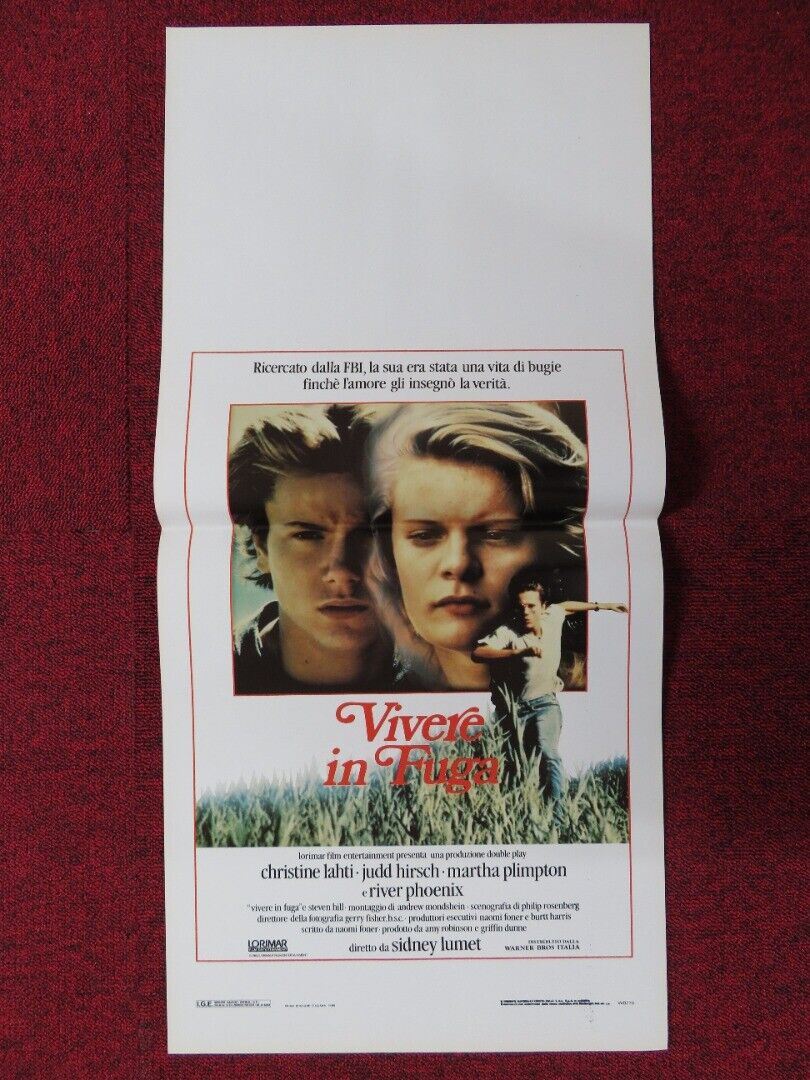 Ricercato dalla FBI, la sua era stata una vita di bugie
finchè l'amore gli insegnò la verità.
Vivere
in Fuga
lorimar film entertainment presenta una produzione double play
christine lahti · judd hirsch · martha plimpton
e river phoenix
"vivere in fuga" e steven hill · montaggio di andrew mondshein · scenografia di philip rosenberg
direttore della fotografia gerry fisher, b.s.c. · produttori esecutivi naomi foner e burtt harris
scritto da naomi foner · prodotto da amy robinson e griffin dunne
LORIMAR
diretto da sidney lumet
DISTRIBUITO DALLA
WARNER BROS ITALIA
I.G.E.